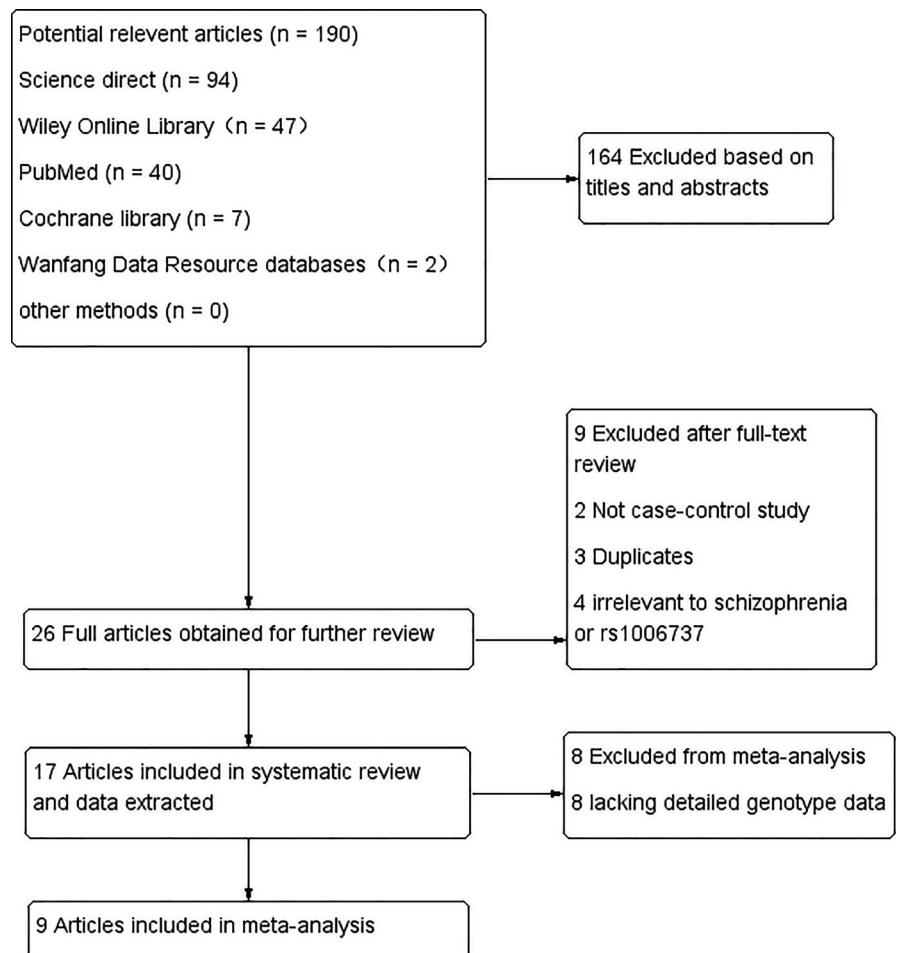 Potential relevent articles (n = 190)
Science direct (n = 94)
Wiley Online Library（n = 47）
PubMed (n = 40)
Cochrane library (n = 7)
Wanfang Data Resource databases（n = 2）
other methods (n = 0)
164 Excluded based on
titles and abstracts
9 Excluded after full-text
review
2 Not case-control study
3 Duplicates
4 irrelevant to schizophrenia
or rs1006737
26 Full articles obtained for further review
17 Articles included in systematic review
and data extracted
8 Excluded from meta-analysis
8 lacking detailed genotype data
9 Articles included in meta-analysis